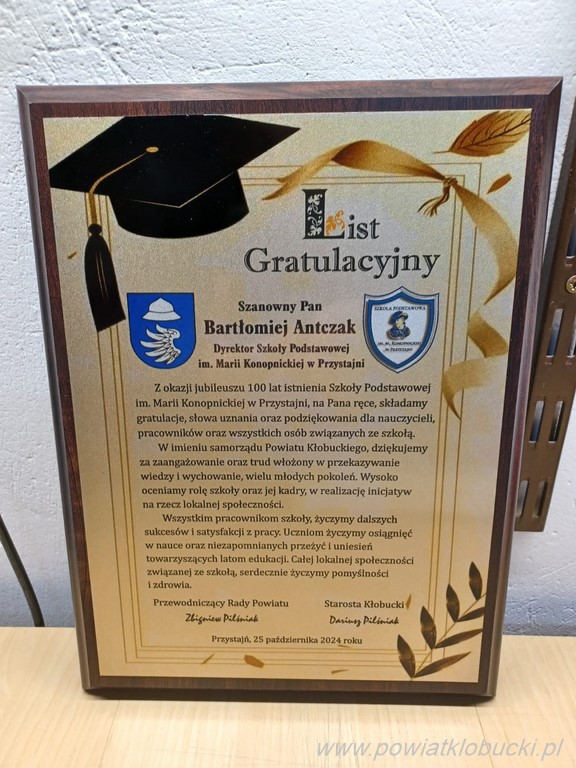 List
Gratulacyjny
Szanowny Pan
Bartłomiej Antczak
Dyrektor Szkoły Podstawowej
im. Marii Konopnickiej w Przystajni
SZKOŁA PODSTAWOWA
IM. M. KONOPNICKIEJ
W PRZYSTAJNI
Z okazji jubileuszu 100 lat istnienia Szkoły Podstawowej
im. Marii Konopnickiej w Przystajni, na Pana ręce, składamy
gratulacje, słowa uznania oraz podziękowania dla nauczycieli,
pracowników oraz wszystkich osób związanych ze szkołą.
W imieniu samorządu Powiatu Kłobuckiego, dziękujemy
za zaangażowanie oraz trud włożony w przekazywanie
wiedzy i wychowanie, wielu młodych pokoleń. Wysoko
oceniamy rolę szkoły oraz jej kadry, w realizację inicjatyw
na rzecz lokalnej społeczności.
Wszystkim pracownikom szkoły, życzymy dalszych
sukcesów i satysfakcji z pracy. Uczniom życzymy osiągnięć
w nauce oraz niezapomnianych przeżyć i uniesień
towarzyszących latom edukacji. Całej lokalnej społeczności
związanej ze szkołą, serdecznie życzymy pomyślności
i zdrowia.
Przewodniczący Rady Powiatu
Zbigniew Pilśniak
Starosta Kłobucki
Dariusz Pilśniak
Przystajń, 25 października 2024 roku
www.powiatklobucki.pl